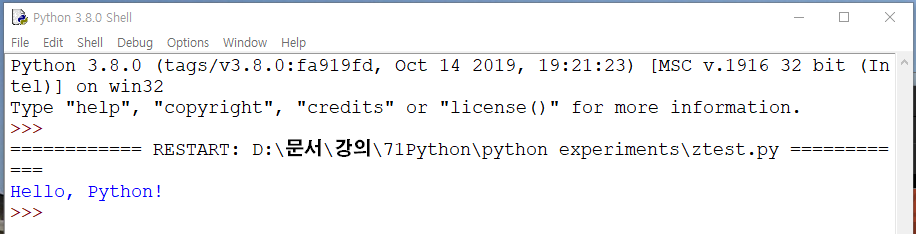 Python 3.8.0 Shell
File Edit Shell Debug Options Window Help
Python 3.8.0 (tags/v3.8.0:fa919fd, Oct 14 2019, 19:21:23) [MSC v.1916 32 bit (In
tel)] on win32
Type "help", "copyright", "credits" or "license()" for more information.
>>>
============ RESTART: D:\문서\강의\71Python\python experiments\ztest.py =========
===
Hello, Python!
>>>